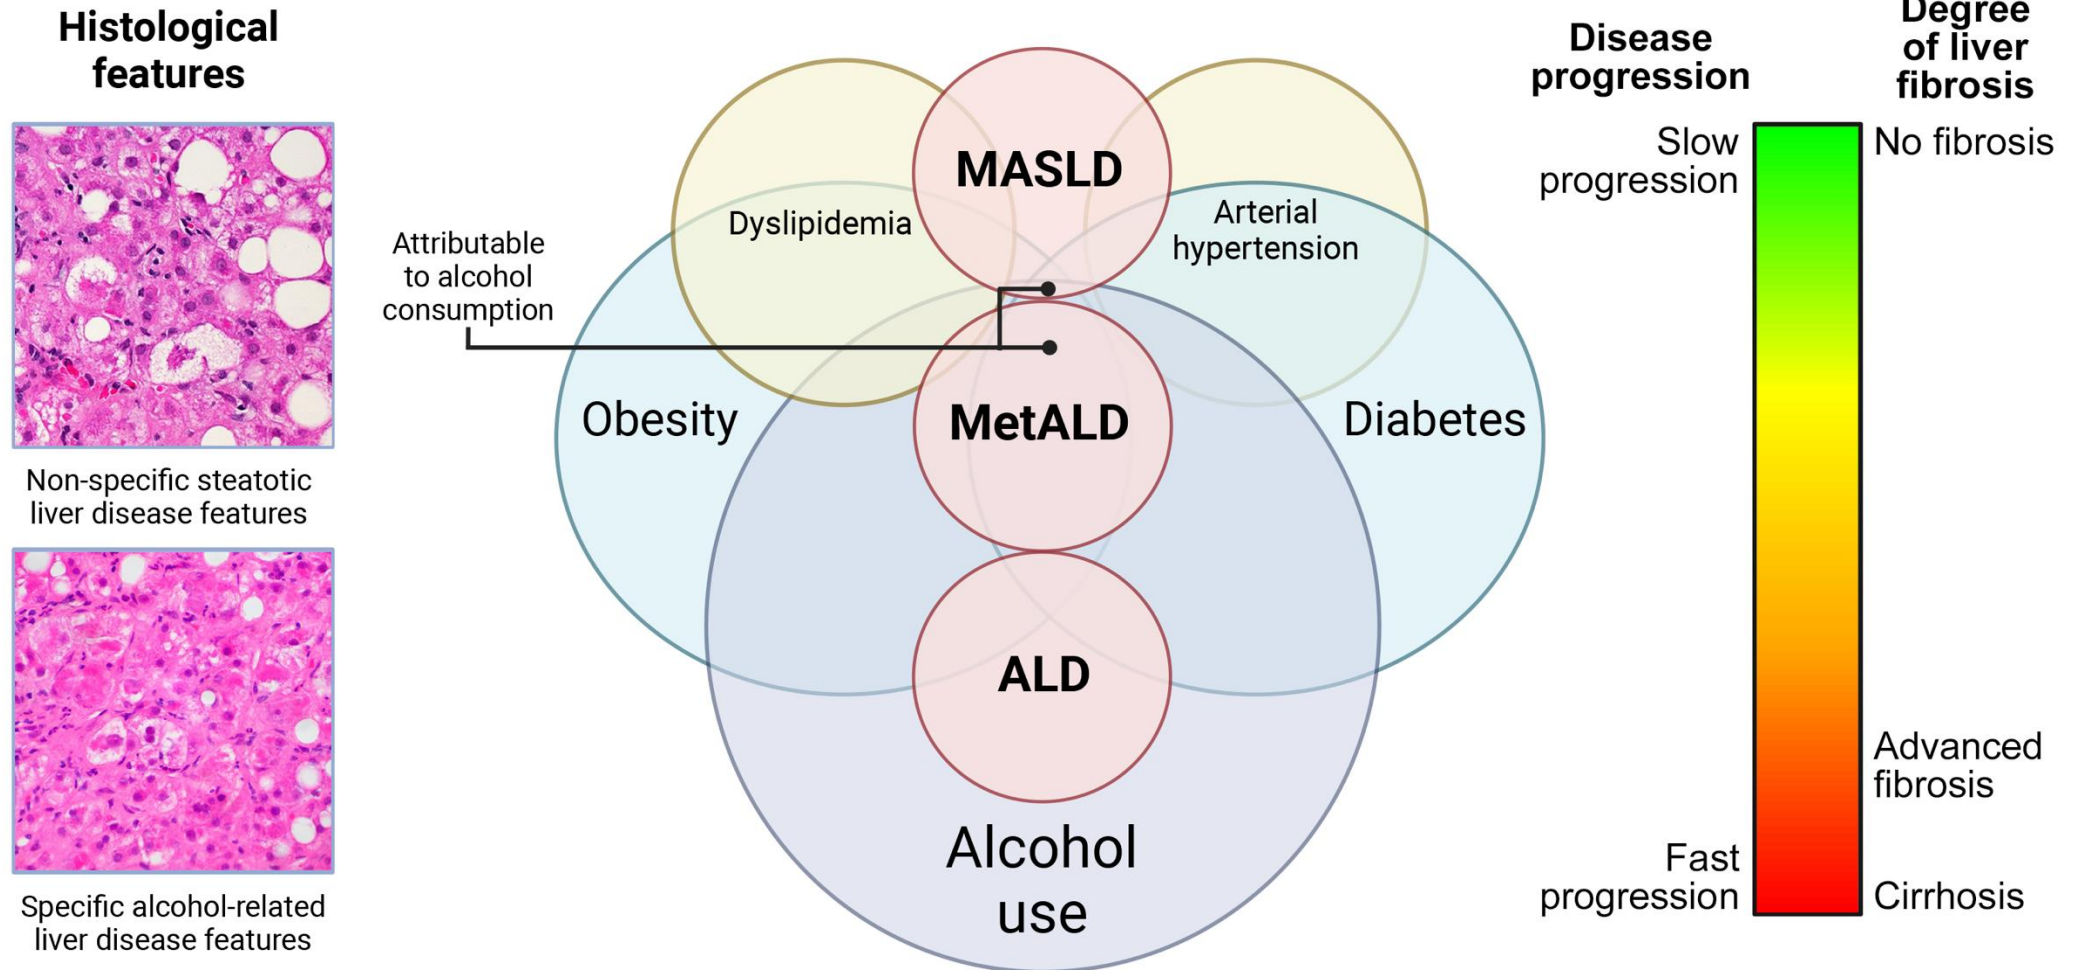 Histological
features
Non-specific steatotic
liver disease features
Specific alcohol-related
liver disease features
Attributable
to alcohol
consumption
Dyslipidemia
MASLD
Arterial
hypertension
Obesity
MetALD
Diabetes
ALD
Alcohol
use
Disease
progression
Degree
of liver
fibrosis
Slow
progression
No fibrosis
Advanced
fibrosis
Fast
progression
Cirrhosis